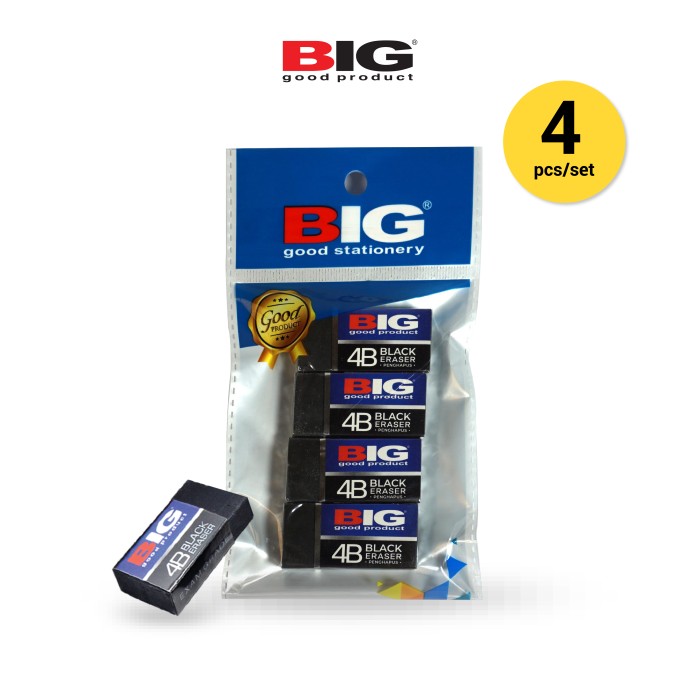 BIG®
good product
4
pcs/set
BIG®
good stationery
Good
PRODUCT
BIG
good product
4B BLACK
ERASER
• PENGHAPUS •
BIG
good product
4B BLACK
ERASER
• PENGHAPUS •
BIG
good product
4B BLACK
ERASER
• PENGHAPUS •
BIG
good product
4B BLACK
ERASER
• PENGHAPUS •
BIG
good product
4B BLACK
ERASER